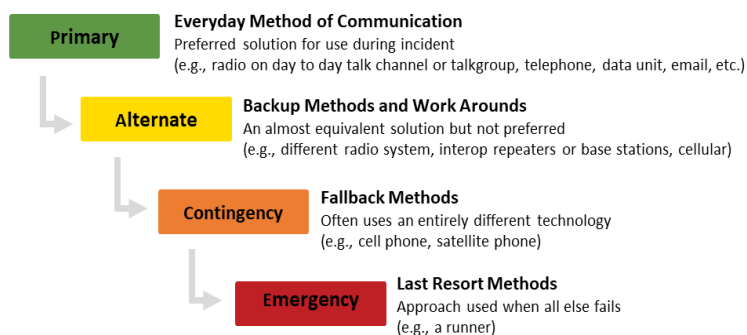 Primary
Everyday Method of Communication
Preferred solution for use during incident
(e.g., radio on day to day talk channel or talkgroup, telephone, data unit, email, etc.)
Alternate
Backup Methods and Work Arounds
An almost equivalent solution but not preferred
(e.g., different radio system, interop repeaters or base stations, cellular)
Contingency
Fallback Methods
Often uses an entirely different technology
(e.g., cell phone, satellite phone)
Emergency
Last Resort Methods
Approach used when all else fails
(e.g., a runner)